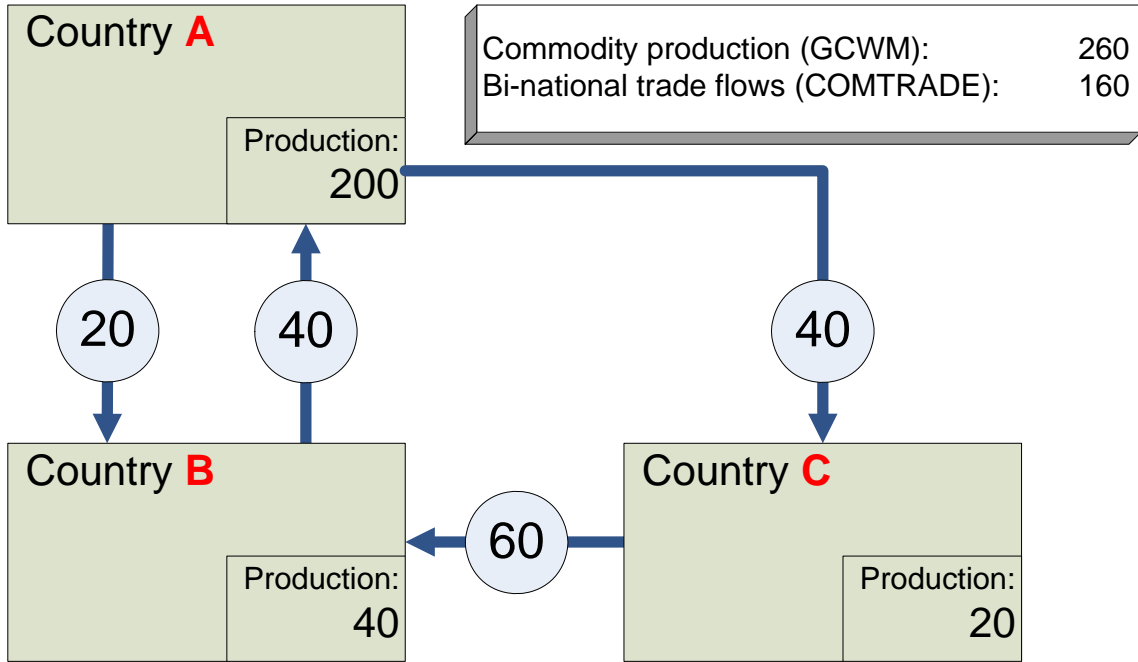 Country A
Commodity production (GCWM): 260
Bi-national trade flows (COMTRADE): 160
Production:
200
20
40
40
Country B
Country C
60
Production:
40
Production:
20